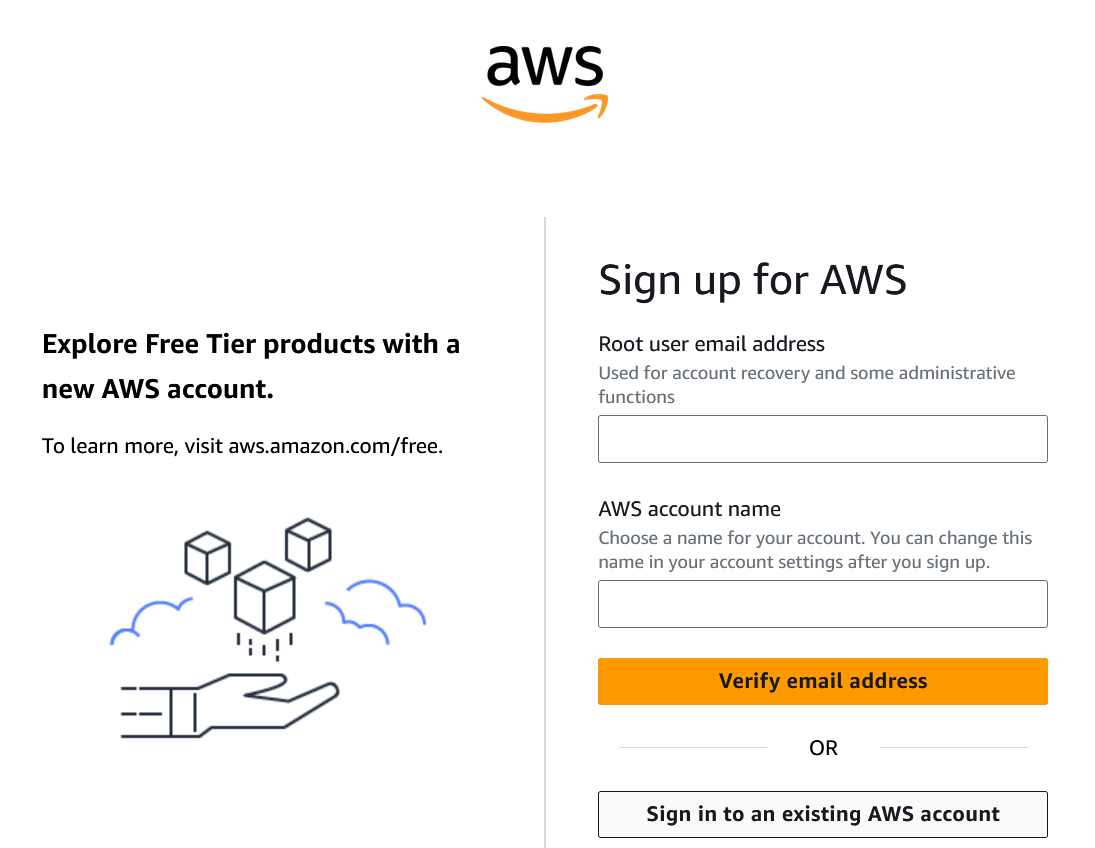 aws
Explore Free Tier products with a
new AWS account.
To learn more, visit aws.amazon.com/free.
Sign up for AWS
Root user email address
Used for account recovery and some administrative
functions
AWS account name
Choose a name for your account. You can change this
name in your account settings after you sign up.
Verify email address
OR
Sign in to an existing AWS account